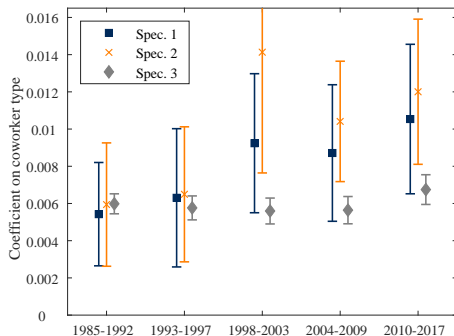 0.016
0.014
0.012
0.01
0.008
0.006
0.004
0.002
0
Coefficient on coworker type
Spec. 1
Spec. 2
Spec. 3
1985-1992 1993-1997 1998-2003 2004-2009 2010-2017